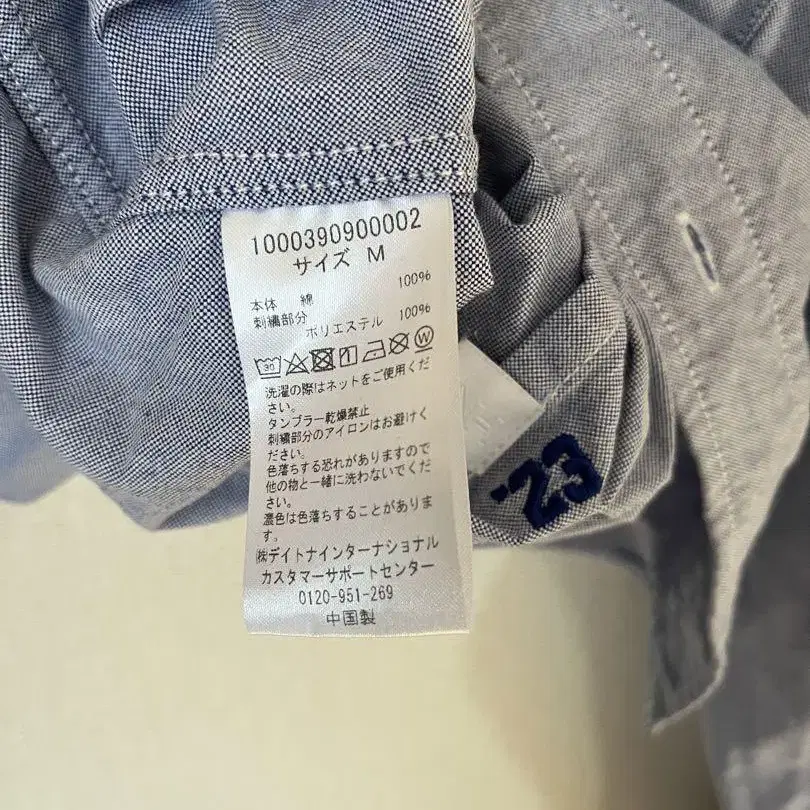 1000390900002
サイズ M
本体 綿 100%
刺繍部分
ポリエステル 100%
30 W
洗濯の際はネットをご使用くだ
さい。
タンブラー乾燥禁止
刺繍部分のアイロンはお避けく
ださい。
色落ちする恐れがありますので
他の物と一緒に洗わないでくだ
さい。
濃色は色落ちすることがありま
す。
㈱デイトナインターナショナル
カスタマーサポートセンター
0120-951-269
中国製
'23